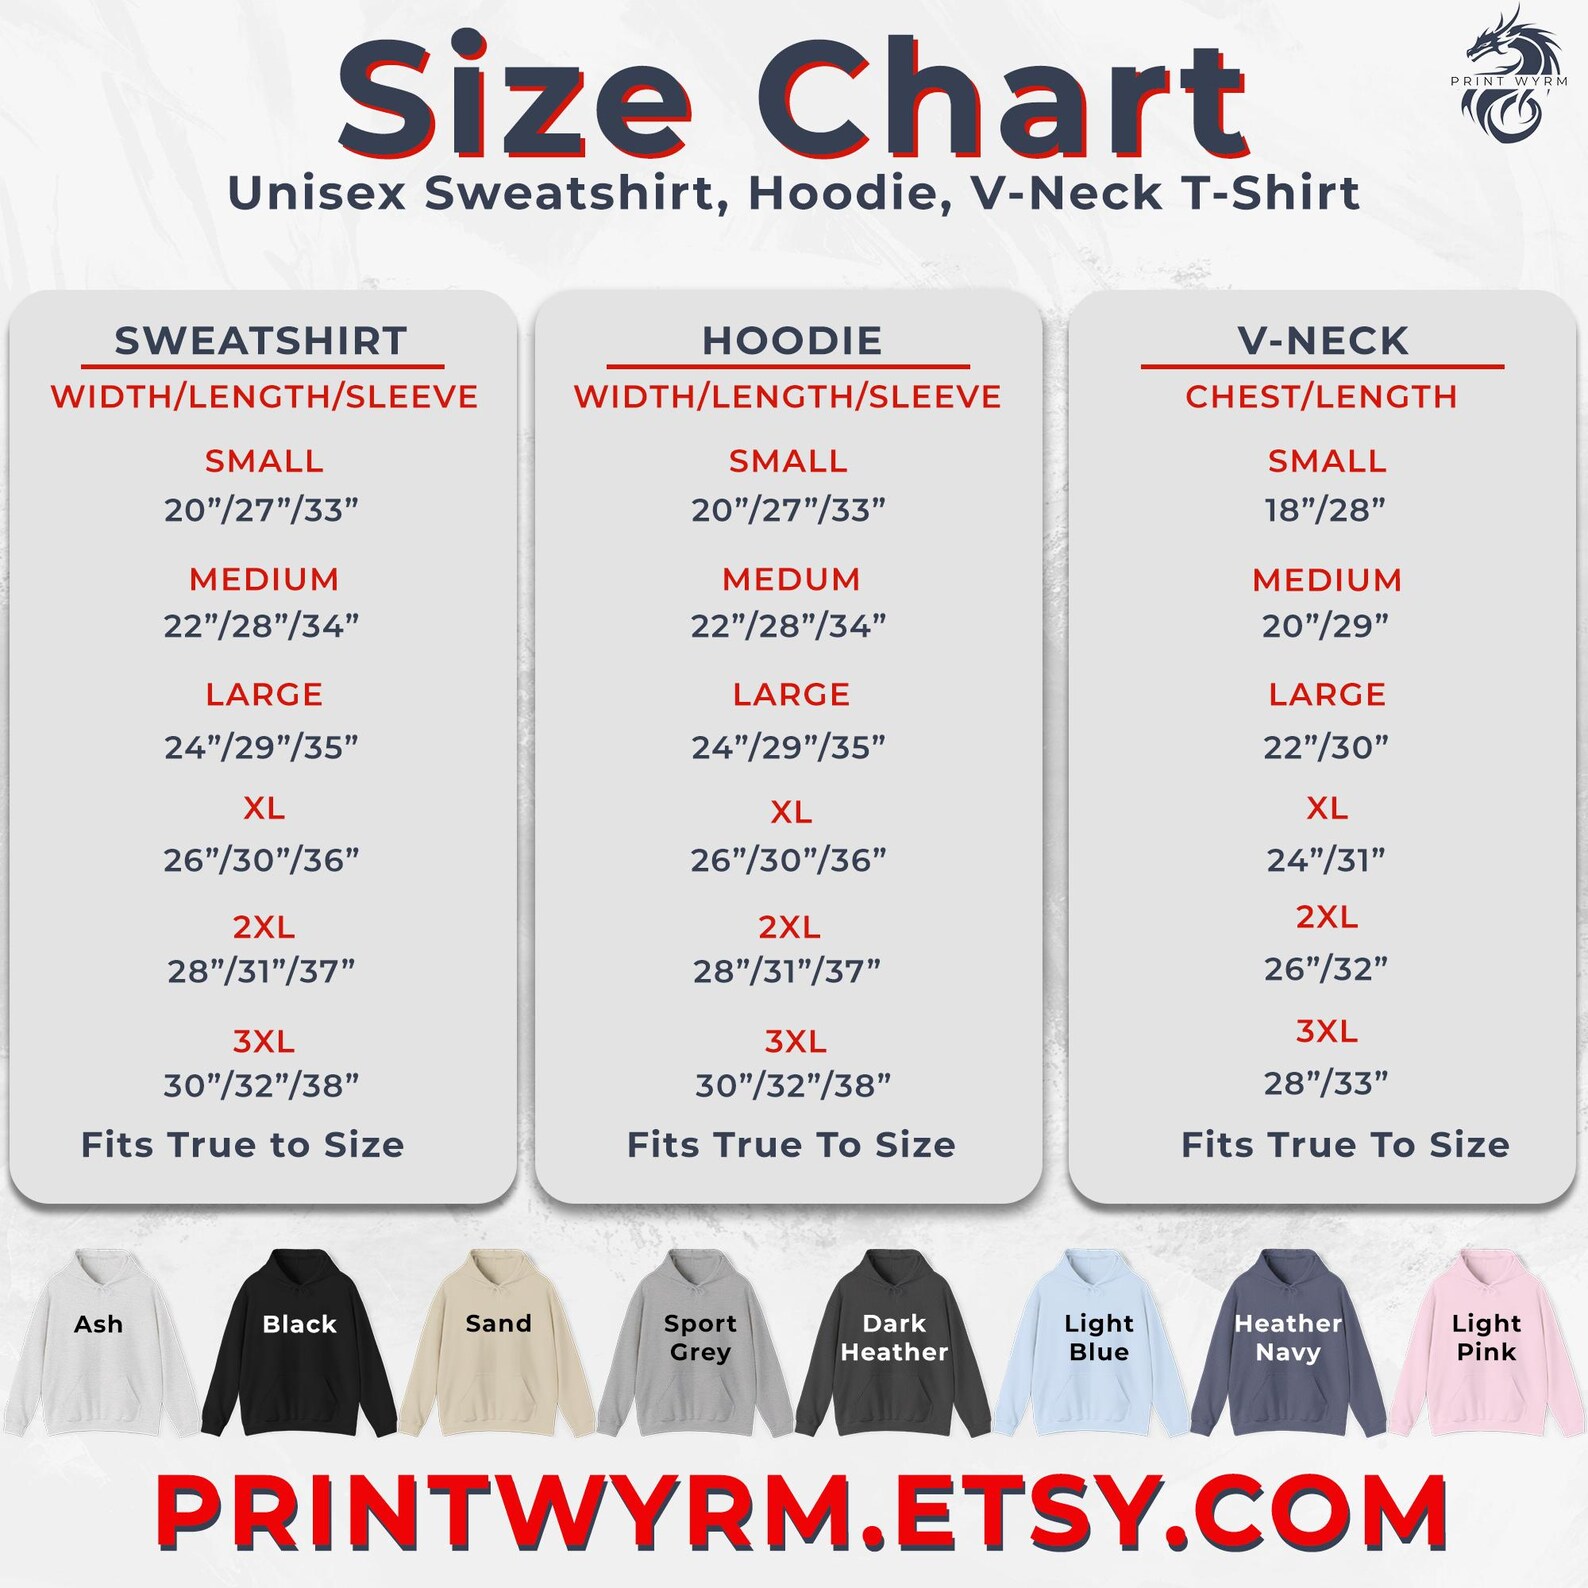 Size Chart
PRINT WYRM
Unisex Sweatshirt, Hoodie, V-Neck T-Shirt
SWEATSHIRT
WIDTH/LENGTH/SLEEVE
SMALL
20”/27”/33”
MEDIUM
22”/28”/34”
LARGE
24”/29”/35”
XL
26”/30”/36”
2XL
28”/31”/37”
3XL
30”/32”/38”
Fits True to Size
HOODIE
WIDTH/LENGTH/SLEEVE
SMALL
20”/27”/33”
MEDUM
22”/28”/34”
LARGE
24”/29”/35”
XL
26”/30”/36”
2XL
28”/31”/37”
3XL
30”/32”/38”
Fits True To Size
V-NECK
CHEST/LENGTH
SMALL
18”/28”
MEDIUM
20”/29”
LARGE
22”/30”
XL
24”/31”
2XL
26”/32”
3XL
28”/33”
Fits True To Size
Ash
Black
Sand
Sport
Grey
Dark
Heather
Light
Blue
Heather
Navy
Light
Pink
PRINTWYRM.ETSY.COM